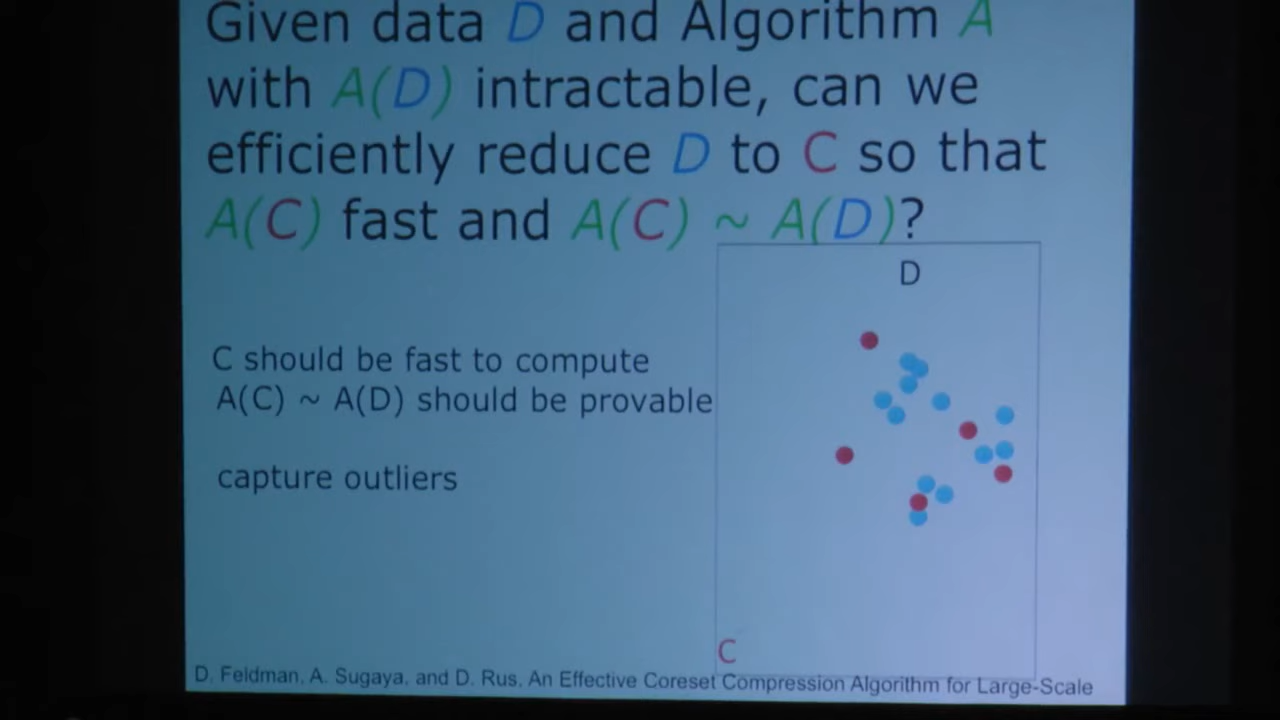 Given data D and Algorithm A
with A(D) intractable, can we
efficiently reduce D to C so that
A(C) fast and A(C) ~ A(D)?
D
C should be fast to compute
A(C) ~ A(D) should be provable
capture outliers
C
D. Feldman, A. Sugaya, and D. Rus, An Effective Coreset Compression Algorithm for Large-Scale